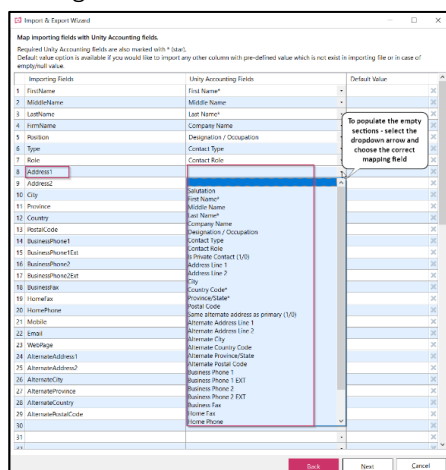 Import & Export Wizard
Map importing fields with Unity Accounting fields.
Required Unity Accounting fields are also marked with * (star).
Default value option is available if you would like to import any other column with pre-defined value which is not exist in importing file or in case of
empty/null value.
Importing Fields Unity Accounting Fields Default Value
1 FirstName First Name*
2 MiddleName Middle Name
3 LastName Last Name*
4 FirmName Company Name
5 Position Designation / Occupation
6 Type Contact Type
7 Role Contact Role
8 Address1
9 Address2
10 City
11 Province
12 Country
13 PostalCode
14 BusinessPhone1
15 BusinessPhone1Ext
16 BusinessPhone2
17 BusinessPhone2Ext
18 BusinessFax
19 HomeFax
20 HomePhone
21 Mobile
22 Email
23 WebPage
24 AlternateAddress1
25 AlternateAddress2
26 AlternateCity
27 AlternateProvince
28 AlternateCountry
29 AlternatePostalCode
30
31
Salutation
First Name*
Middle Name
Last Name*
Company Name
Designation / Occupation
Contact Type
Contact Role
Is Private Contact (1/0)
Address Line 1
Address Line 2
City
Country Code*
Province/State*
Postal Code
Same alternate address as primary (1/0)
Alternate Address Line 1
Alternate Address Line 2
Alternate City
Alternate Country Code
Alternate Province/State
Alternate Postal Code
Business Phone 1
Business Phone 1 EXT
Business Phone 2
Business Phone 2 EXT
Business Fax
Home Fax
Home Phone
To populate the empty
sections - select the
dropdown arrow and
choose the correct
mapping field
Back Next Cancel